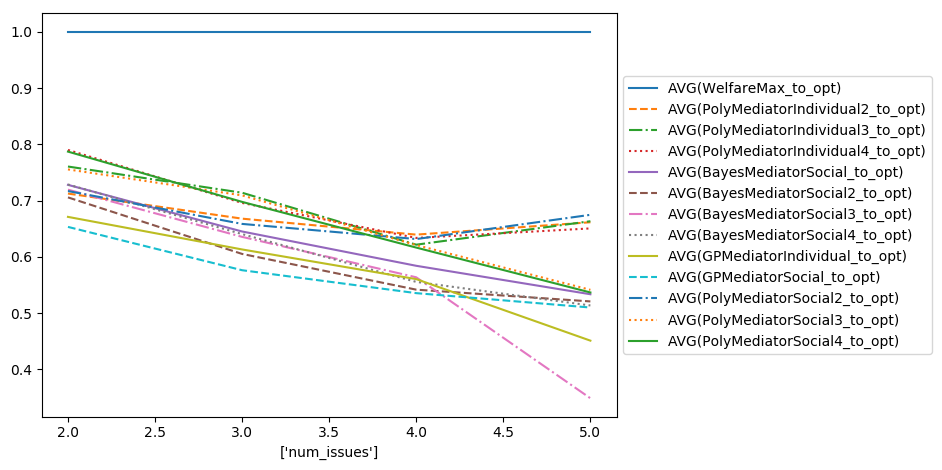 1.0
0.9
0.8
0.7
0.6
0.5
0.4
2.0
2.5
3.0
3.5
4.0
4.5
5.0
['num_issues']
AVG(WelfareMax_to_opt)
AVG(PolyMediatorIndividual2_to_opt)
AVG(PolyMediatorIndividual3_to_opt)
AVG(PolyMediatorIndividual4_to_opt)
AVG(BayesMediatorSocial_to_opt)
AVG(BayesMediatorSocial2_to_opt)
AVG(BayesMediatorSocial3_to_opt)
AVG(BayesMediatorSocial4_to_opt)
AVG(GPMediatorIndividual_to_opt)
AVG(GPMediatorSocial_to_opt)
AVG(PolyMediatorSocial2_to_opt)
AVG(PolyMediatorSocial3_to_opt)
AVG(PolyMediatorSocial4_to_opt)